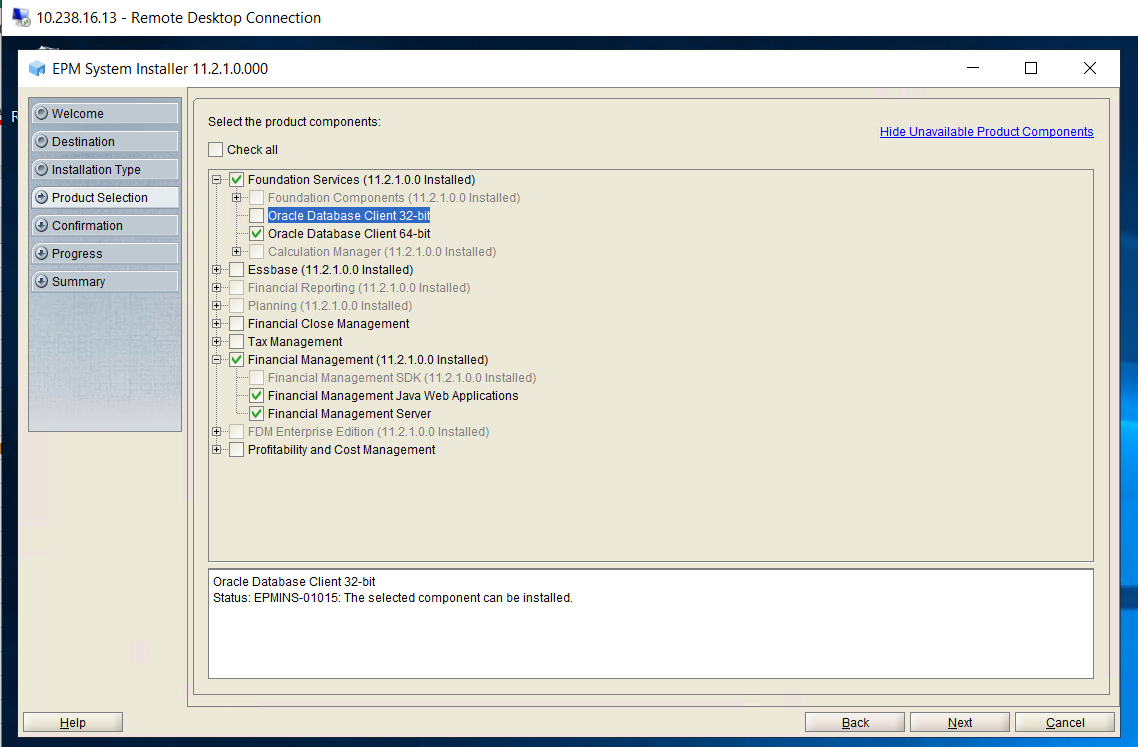 10.238.16.13 - Remote Desktop Connection
EPM System Installer 11.2.1.0.000
Welcome
Destination
Installation Type
Product Selection
Confirmation
Progress
Summary
Select the product components:
Hide Unavailable Product Components
Check all
Foundation Services (11.2.1.0.0 Installed)
Foundation Components (11.2.1.0.0 Installed)
Oracle Database Client 32-bit
Oracle Database Client 64-bit
Calculation Manager (11.2.1.0.0 Installed)
Essbase (11.2.1.0.0 Installed)
Financial Reporting (11.2.1.0.0 Installed)
Planning (11.2.1.0.0 Installed)
Financial Close Management
Tax Management
Financial Management (11.2.1.0.0 Installed)
Financial Management SDK (11.2.1.0.0 Installed)
Financial Management Java Web Applications
Financial Management Server
FDM Enterprise Edition (11.2.1.0.0 Installed)
Profitability and Cost Management
Oracle Database Client 32-bit
Status: EPMINS-01015: The selected component can be installed.
Help
Back
Next
Cancel